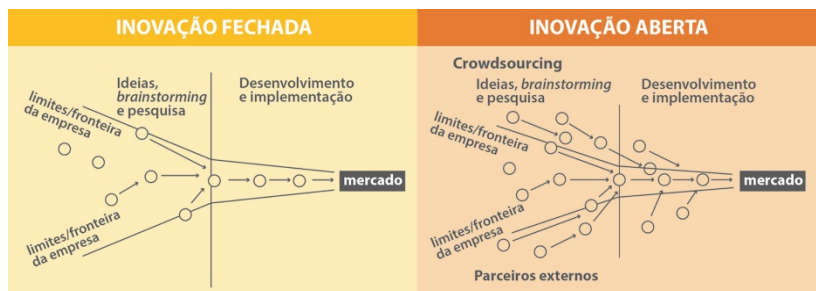 INOVAÇÃO FECHADA
Ideias, brainstorming
e pesquisa
Desenvolvimento
e implementação
limites/fronteira
da empresa
mercado
limites/fronteira
da empresa
INOVAÇÃO ABERTA
Crowdsourcing
Ideias, brainstorming
e pesquisa
Desenvolvimento
e implementação
limites/fronteira
da empresa
mercado
limites/fronteira
da empresa
Parceiros externos